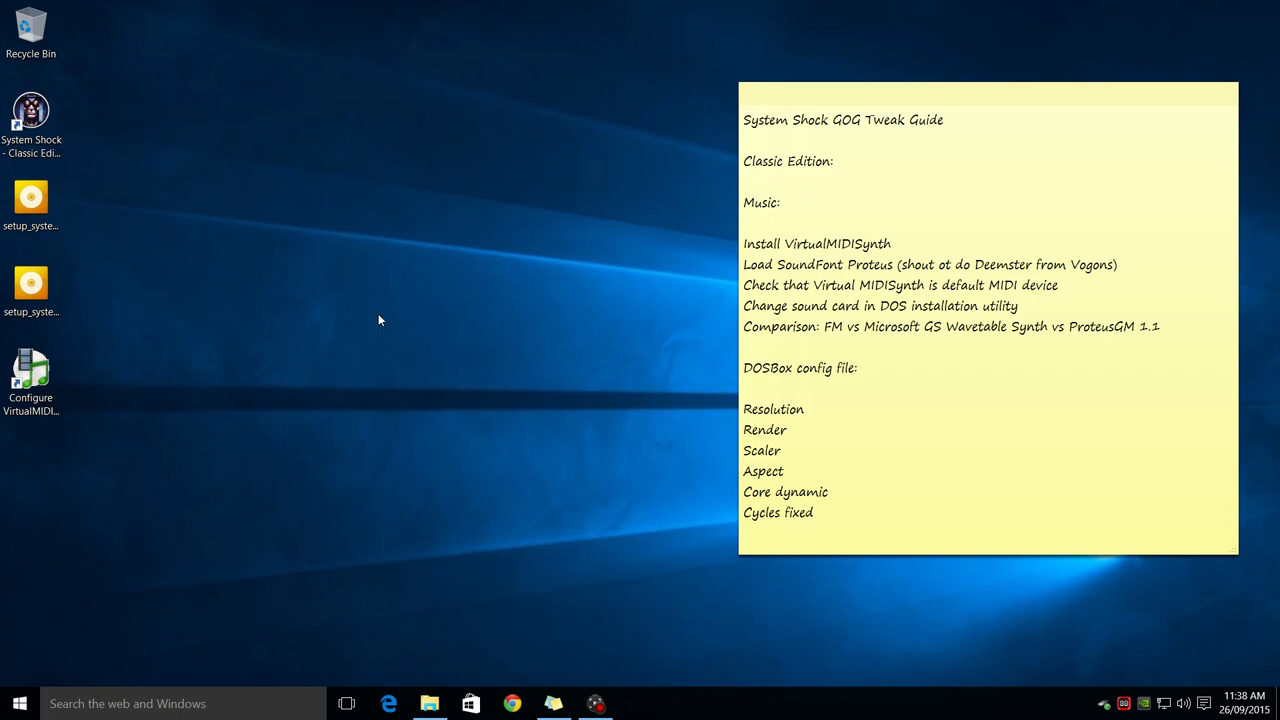 Recycle Bin
System Shock
- Classic Edi...
setup_syste...
setup_syste...
Configure
VirtualMIDI...
System Shock GOG Tweak Guide
Classic Edition:
Music:
Install VirtualMIDISynth
Load SoundFont Proteus (shout ot do Deemster from Vogons)
Check that Virtual MIDISynth is default MIDI device
Change sound card in DOS installation utility
Comparison: FM vs Microsoft GS Wavetable Synth vs ProteusGM 1.1
DOSBox config file:
Resolution
Render
Scaler
Aspect
Core dynamic
Cycles fixed
Search the web and Windows
11:38 AM
26/09/2015